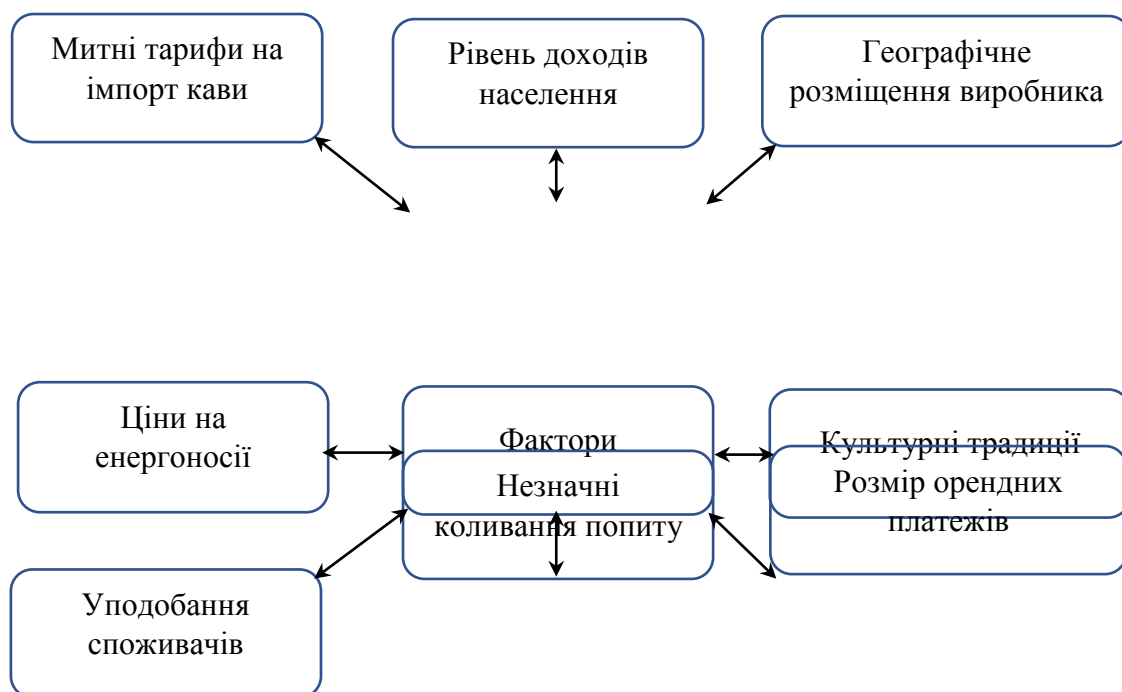 Митні тарифи на
імпорт кави
Рівень доходів
населення
Географічне
розміщення виробника
Ціни на
енергоносії
Фактори
Незначні
коливання попиту
Культурні традиції
Розмір орендних
платежів
Уподобання
споживачів